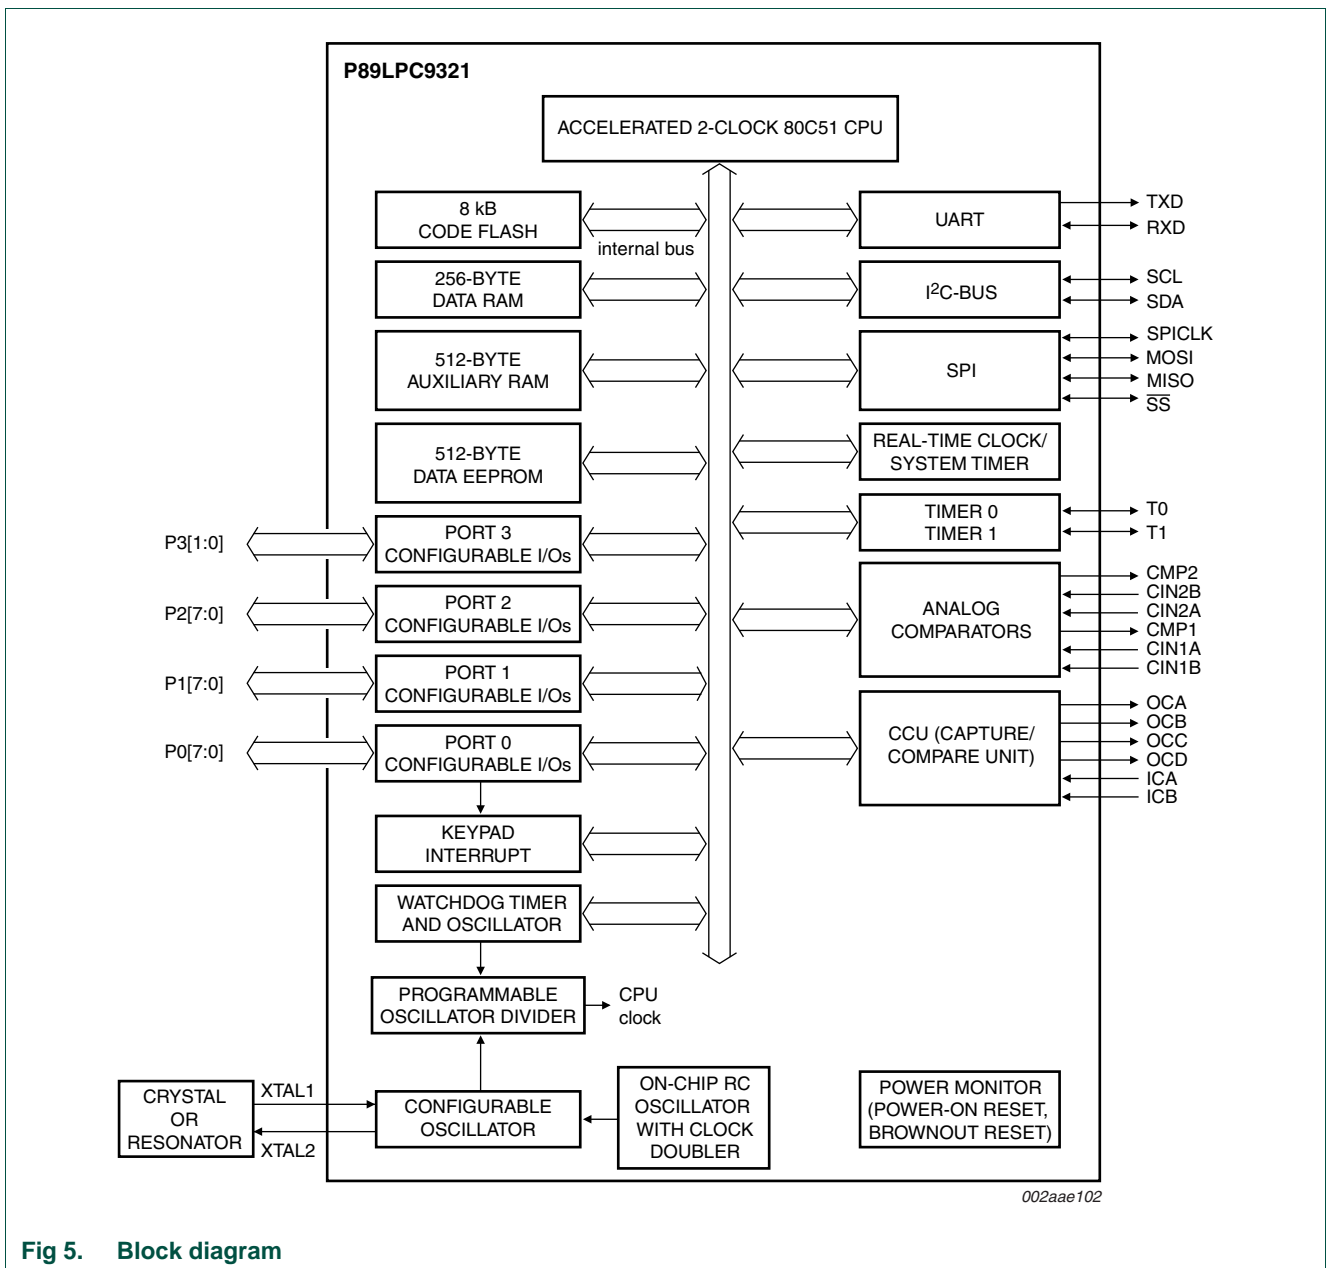 P89LPC9321
ACCELERATED 2-CLOCK 80C51 CPU
8 kB
CODE FLASH
internal bus
256-BYTE
DATA RAM
512-BYTE
AUXILIARY RAM
512-BYTE
DATA EEPROM
P3[1:0]
PORT 3
CONFIGURABLE I/Os
P2[7:0]
PORT 2
CONFIGURABLE I/Os
P1[7:0]
PORT 1
CONFIGURABLE I/Os
P0[7:0]
PORT 0
CONFIGURABLE I/Os
KEYPAD
INTERRUPT
WATCHDOG TIMER
AND OSCILLATOR
PROGRAMMABLE
OSCILLATOR DIVIDER
CPU
clock
CRYSTAL
OR
RESONATOR
XTAL1
XTAL2
CONFIGURABLE
OSCILLATOR
ON-CHIP RC
OSCILLATOR
WITH CLOCK
DOUBLER
UART
TXD
RXD
I²C-BUS
SCL
SDA
SPI
SPICLK
MOSI
MISO
SS
REAL-TIME CLOCK/
SYSTEM TIMER
TIMER 0
TIMER 1
T0
T1
ANALOG
COMPARATORS
CMP2
CIN2B
CIN2A
CMP1
CIN1A
CIN1B
CCU (CAPTURE/
COMPARE UNIT)
OCA
OCB
OCC
OCD
ICA
ICB
POWER MONITOR
(POWER-ON RESET,
BROWNOUT RESET)
002aae102
Fig 5. Block diagram